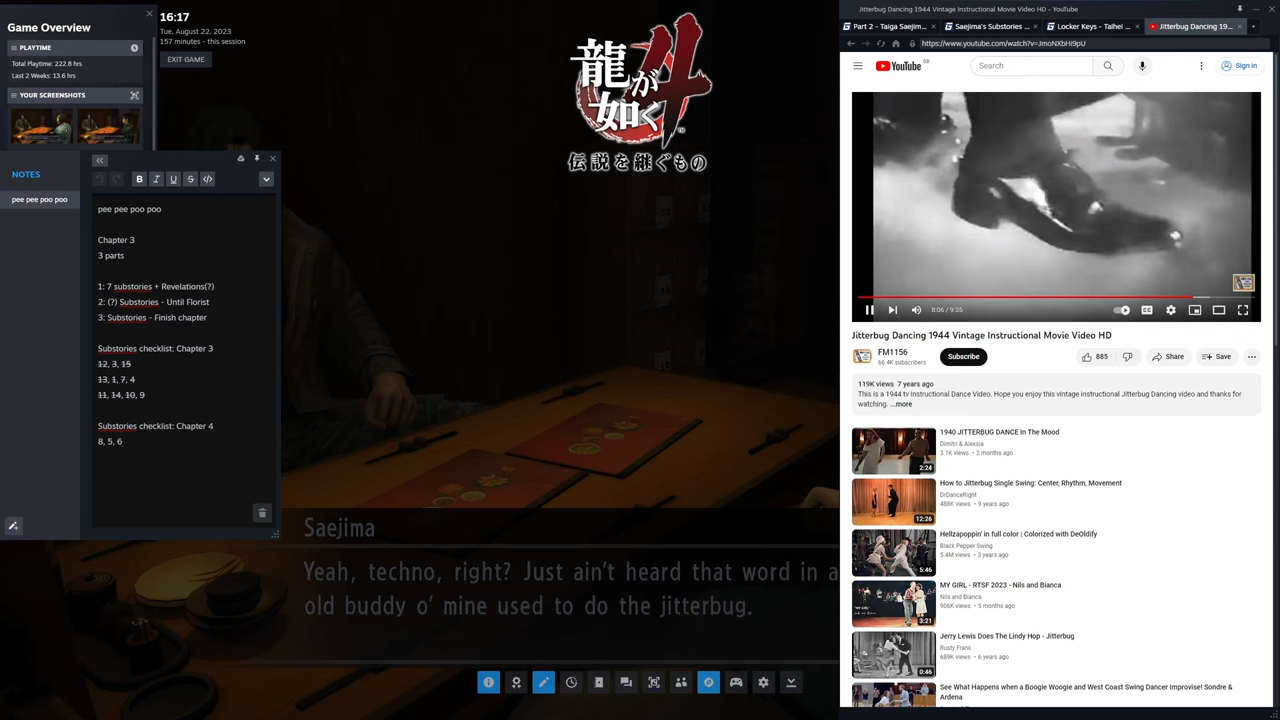 Game Overview
PLAYTIME
Total Playtime: 222.8 hrs
Last 2 Weeks: 13.6 hrs
YOUR SCREENSHOTS
16:17
Tue, August 22, 2023
157 minutes - this session
EXIT GAME
龍が如く4
伝説を継ぐもの
TM
NOTES
pee pee poo poo
B I U S </>
pee pee poo poo
Chapter 3
3 parts
1: 7 substories + Revelations(?)
2: (?) Substories - Until Florist
3: Substories - Finish chapter
Substories checklist: Chapter 3
12, 3, 15
13, 1, 7, 4
11, 14, 10, 9
Substories checklist: Chapter 4
8, 5, 6
Saejima
Yeah, techno, right? Just ain't heard that word in a
old buddy o' mine used to do the jiterbug.
Jitterbug Dancing 1944 Vintage Instructional Movie Video HD - YouTube
Part 2 - Taiga Saejim...
Saejima's Substories ...
Locker Keys - Taihei ...
Jitterbug Dancing 19...
https://www.youtube.com/watch?v=JmoNXbHi9pU
YouTube GB
Search
Sign in
8:06 / 9:35
Jitterbug Dancing 1944 Vintage Instructional Movie Video HD
FM1156
66.4K subscribers
Subscribe
885
Share
Save
119K views 7 years ago
This is a 1944 tv Instructional Dance Video. Hope you enjoy this vintage instructional Jitterbug Dancing video and thanks for
watching. ...more
1940 JITTERBUG DANCE In The Mood
Dimitri & Alexsia
3.1K views • 2 months ago
2:24
How to Jitterbug Single Swing: Center, Rhythm, Movement
DrDanceRight
488K views • 9 years ago
12:26
Hellzapoppin' in full color | Colorized with DeOldify
Black Pepper Swing
5.4M views • 3 years ago
5:46
MY GIRL - RTSF 2023 - Nils and Bianca
Nils and Bianca
906K views • 5 months ago
"MY GIRL"
3:21
Jerry Lewis Does The Lindy Hop - Jitterbug
Rusty Frank
689K views • 6 years ago
0:46
See What Happens when a Boogie Woogie and West Coast Swing Dancer Improvise! Sondre &
Ardena